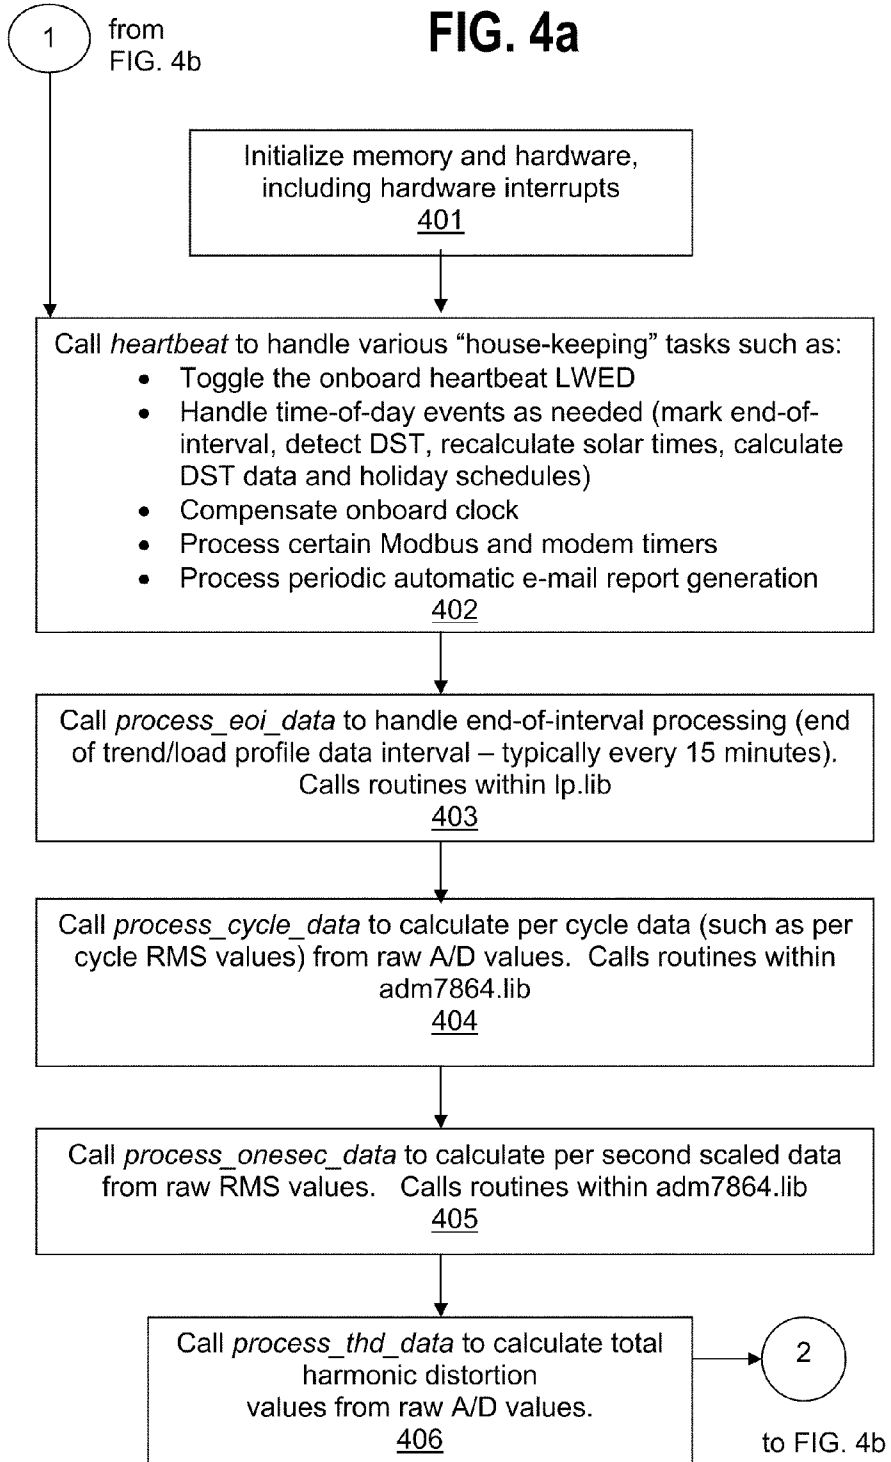 1
from
FIG. 4b
FIG. 4a
Initialize memory and hardware,
including hardware interrupts
401
Call heartbeat to handle various “house-keeping” tasks such as:
• Toggle the onboard heartbeat LWED
• Handle time-of-day events as needed (mark end-of-
interval, detect DST, recalculate solar times, calculate
DST data and holiday schedules)
• Compensate onboard clock
• Process certain Modbus and modem timers
• Process periodic automatic e-mail report generation
402
Call process_eoi_data to handle end-of-interval processing (end
of trend/load profile data interval – typically every 15 minutes).
Calls routines within lp.lib
403
Call process_cycle_data to calculate per cycle data (such as per
cycle RMS values) from raw A/D values. Calls routines within
adm7864.lib
404
Call process_onesec_data to calculate per second scaled data
from raw RMS values. Calls routines within adm7864.lib
405
Call process_thd_data to calculate total
harmonic distortion
values from raw A/D values.
406
2
to FIG. 4b